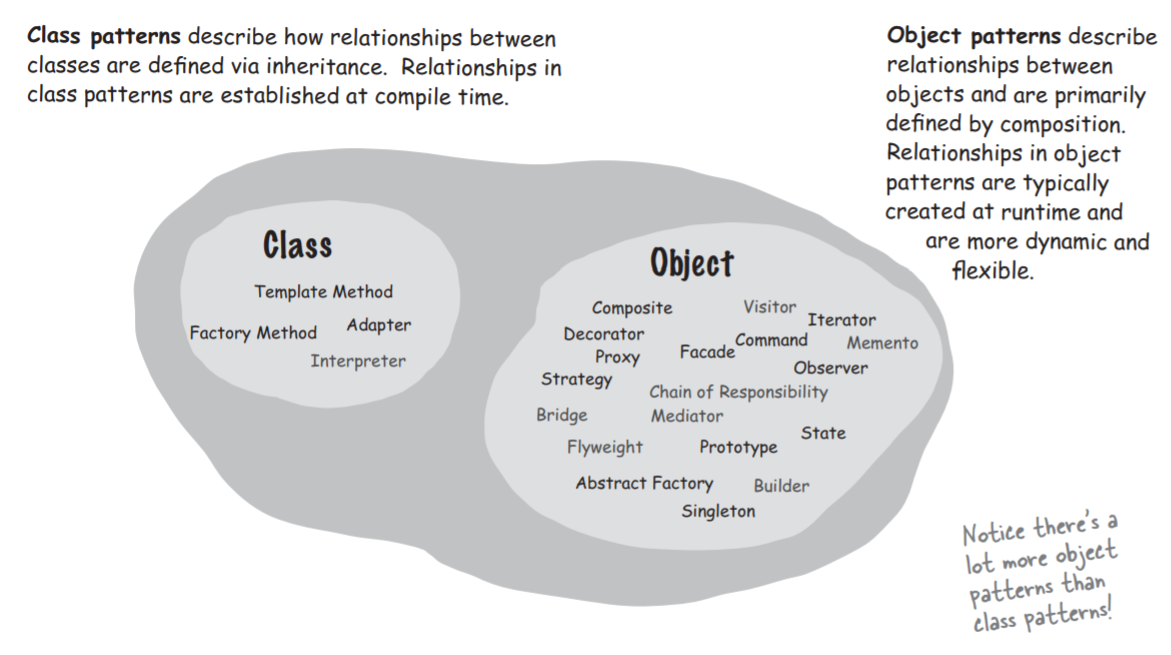 Class patterns describe how relationships between
classes are defined via inheritance. Relationships in
class patterns are established at compile time.
Object patterns describe
relationships between
objects and are primarily
defined by composition.
Relationships in object
patterns are typically
created at runtime and
are more dynamic and
flexible.
Class
Template Method
Factory Method
Adapter
Interpreter
Object
Composite
Visitor
Iterator
Decorator
Command
Memento
Proxy
Facade
Observer
Strategy
Chain of Responsibility
Bridge
Mediator
State
Flyweight
Prototype
Abstract Factory
Builder
Singleton
Notice there's a
lot more object
patterns than
class patterns!